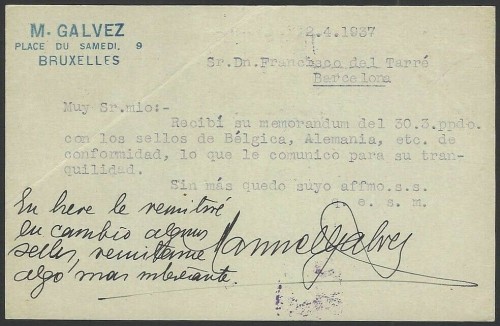 M. GALVEZ
PLACE DU SAMEDI, 9
BRUXELLES
2.4.1937
Sr.Dn.Francisco del Tarré
Barcelona
Muy Sr.mio:-
Recibí su memorandum del 30.3.ppdo.
con los sellos de Bélgica, Alemania, etc. de
conformidad, lo que le comunico para su tran-
quilidad.
Sin más quedo suyo affmo.s.s.
q. e. s. m.
En breve le remitiré
en cambio algunos
sellos, remitame
algo mas interesante.
Manuel Galvez